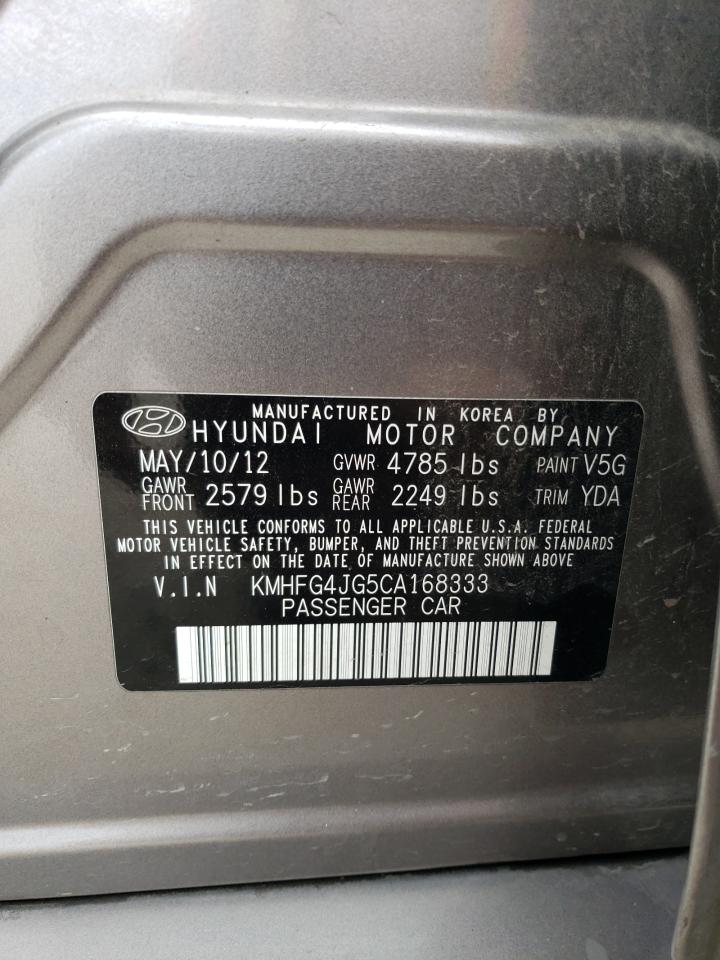 MANUFACTURED IN KOREA BY
HYUNDAI MOTOR COMPANY
MAY/10/12 GVWR 4785 lbs PAINT V5G
GAWR FRONT 2579 lbs GAWR REAR 2249 lbs TRIM YDA
THIS VEHICLE CONFORMS TO ALL APPLICABLE U.S.A. FEDERAL
MOTOR VEHICLE SAFETY, BUMPER, AND THEFT PREVENTION STANDARDS
IN EFFECT ON THE DATE OF MANUFACTURE SHOWN ABOVE
V.I.N KMHFG4JG5CA168333
PASSENGER CAR